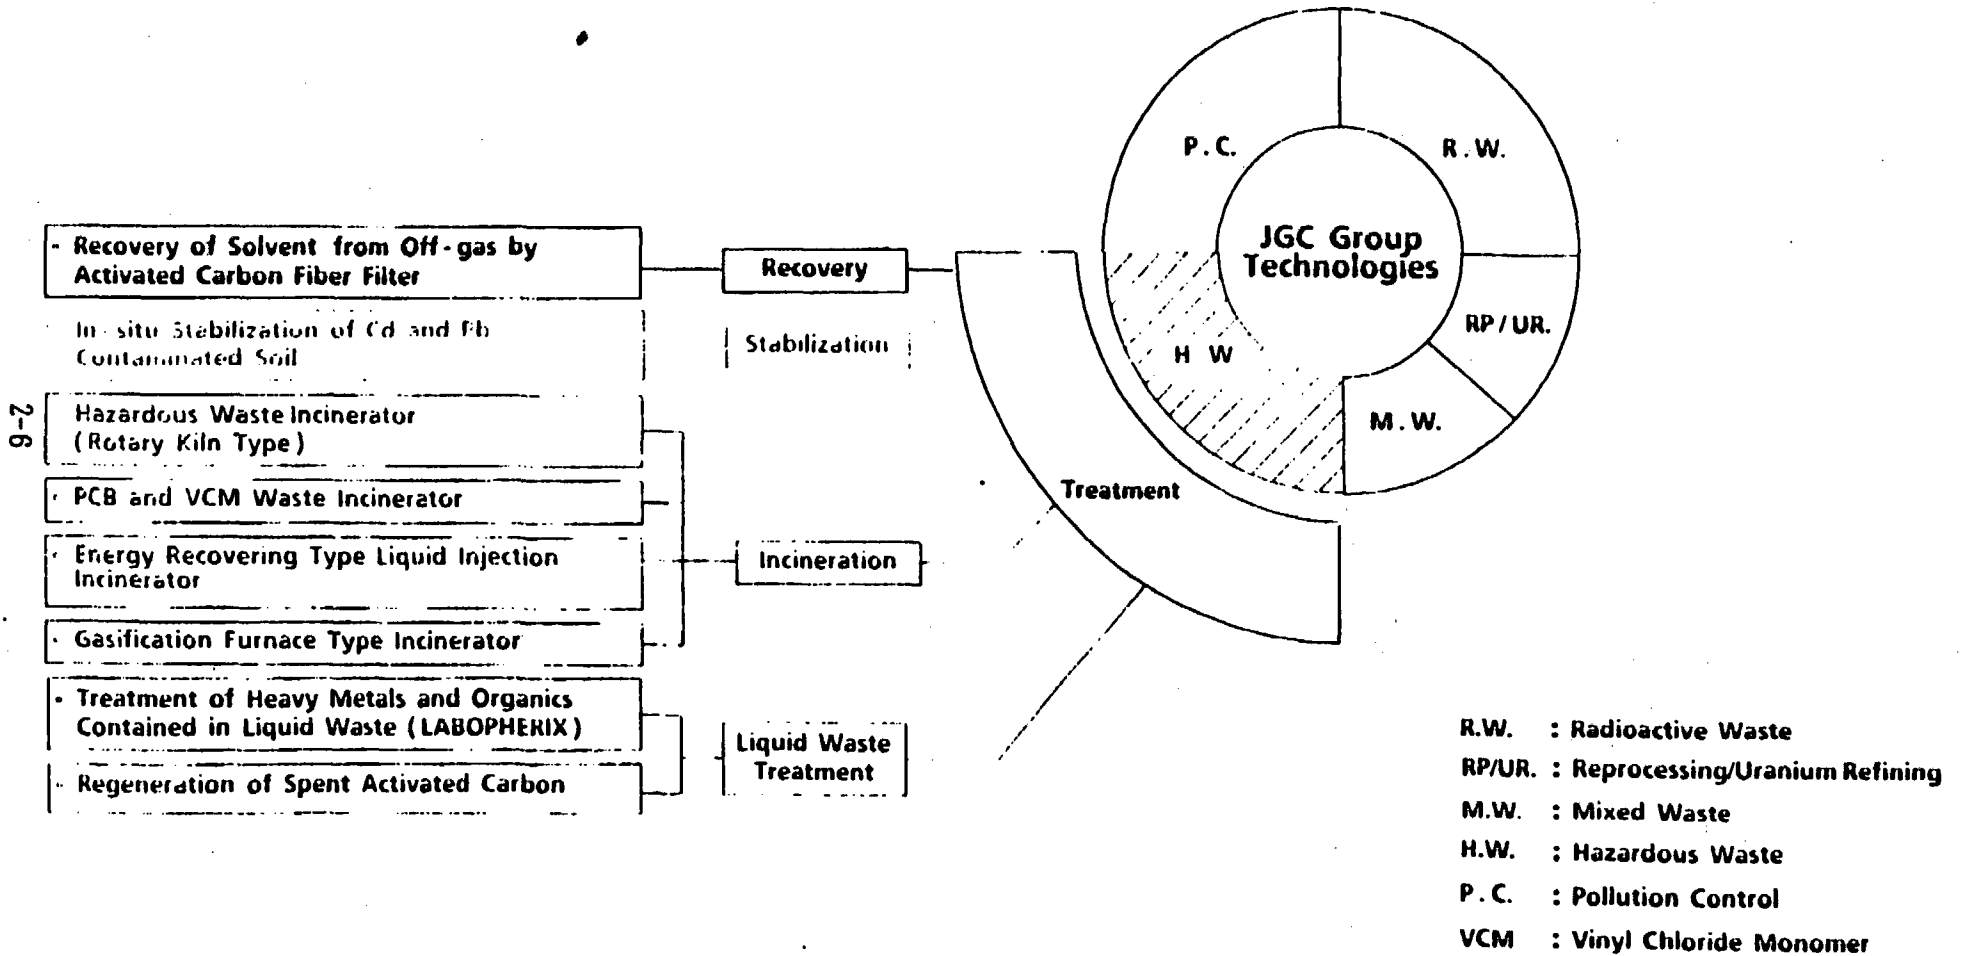 P.C.
R.W.
JGC Group
Technologies
RP/UR.
H W
M.W.
- Recovery of Solvent from Off-gas by
Activated Carbon Fiber Filter
Recovery
In-situ Stabilization of Cd and Pb
Contaminated Soil
Stabilization
2-6
Hazardous Waste Incinerator
(Rotary Kiln Type)
· PCB and VCM Waste Incinerator
Treatment
· Energy Recovering Type Liquid Injection
Incinerator
Incineration
· Gasification Furnace Type Incinerator
· Treatment of Heavy Metals and Organics
Contained in Liquid Waste (LABOPHERIX)
Liquid Waste
Treatment
· Regeneration of Spent Activated Carbon
R.W. : Radioactive Waste
RP/UR. : Reprocessing/Uranium Refining
M.W. : Mixed Waste
H.W. : Hazardous Waste
P.C. : Pollution Control
VCM : Vinyl Chloride Monomer